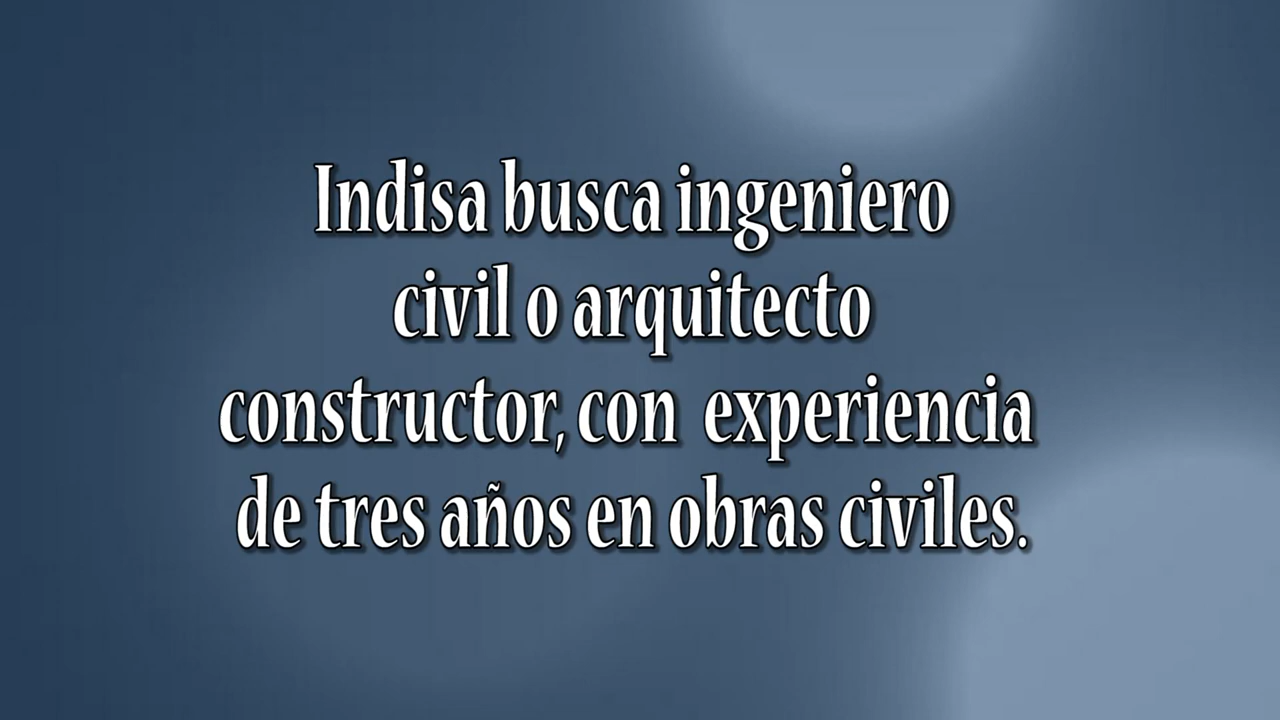 Indisa busca ingeniero
civil o arquitecto
constructor, con experiencia
de tres años en obras civiles.